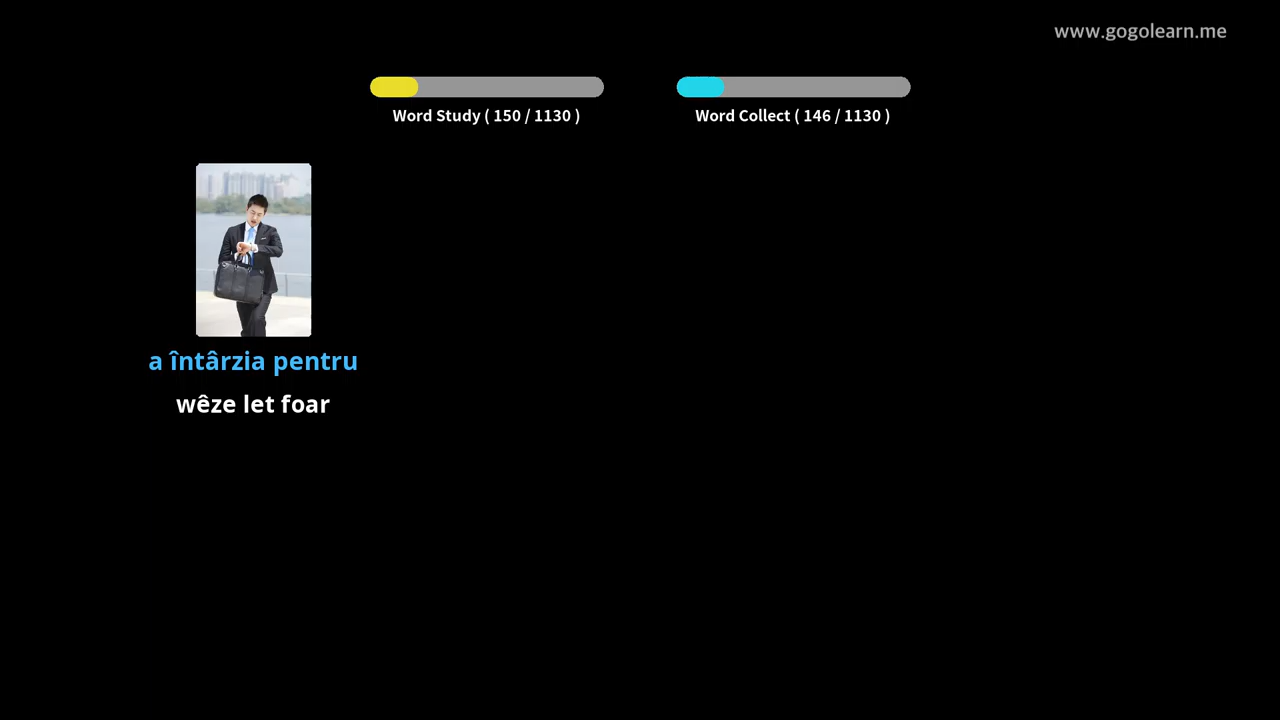 www.gogolearn.me
Word Study ( 150 / 1130 )
Word Collect ( 146 / 1130 )
a întârzia pentru
wêze let foar